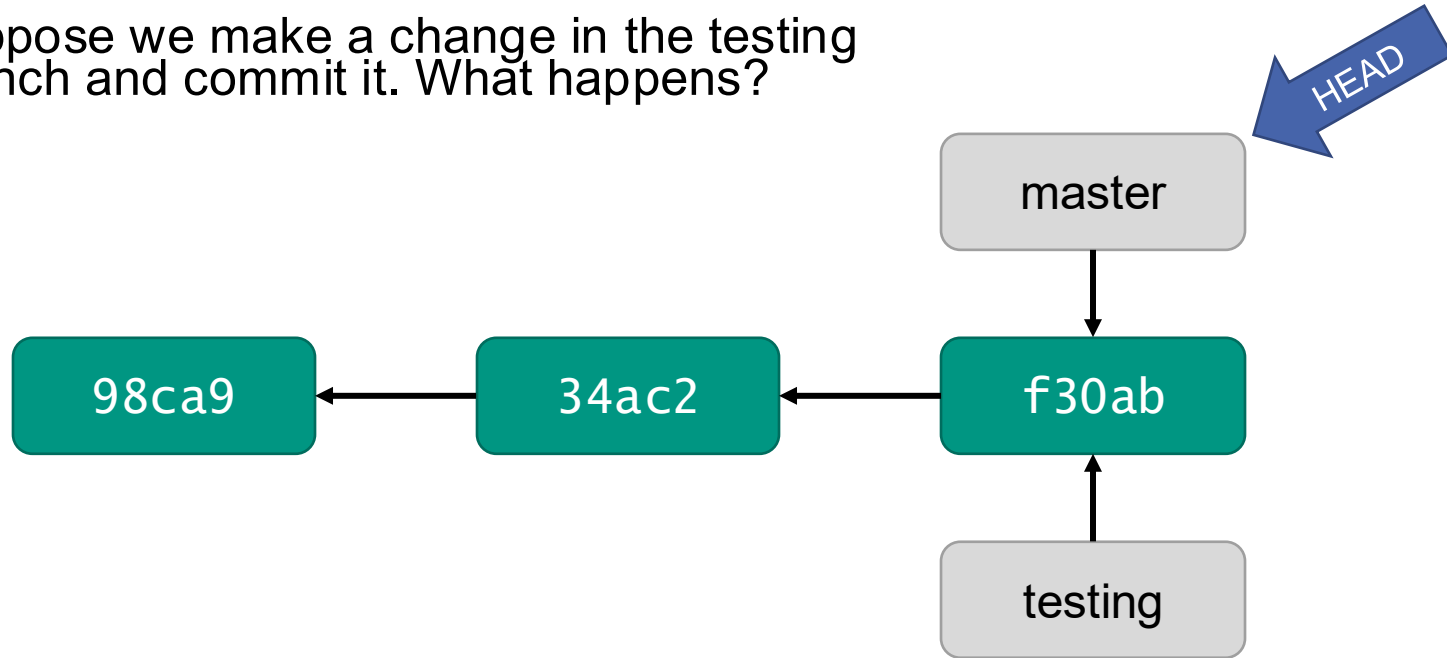 ppose we make a change in the testing
nch and commit it. What happens?
HEAD
master
98ca9
34ac2
f30ab
testing